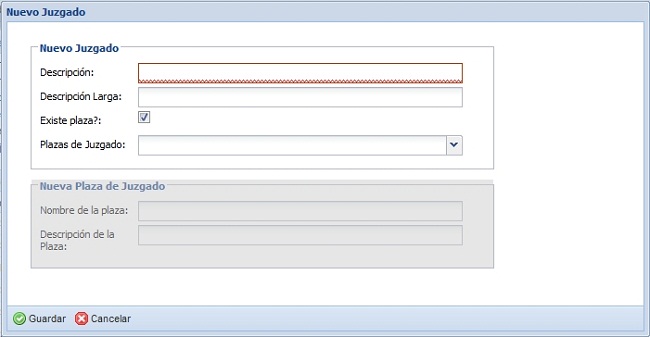 Nuevo Juzgado
Nuevo Juzgado
Descripción:
Descripción Larga:
Existe plaza?:
Plazas de Juzgado:
Nueva Plaza de Juzgado
Nombre de la plaza:
Descripción de la
Plaza:
Guardar Cancelar